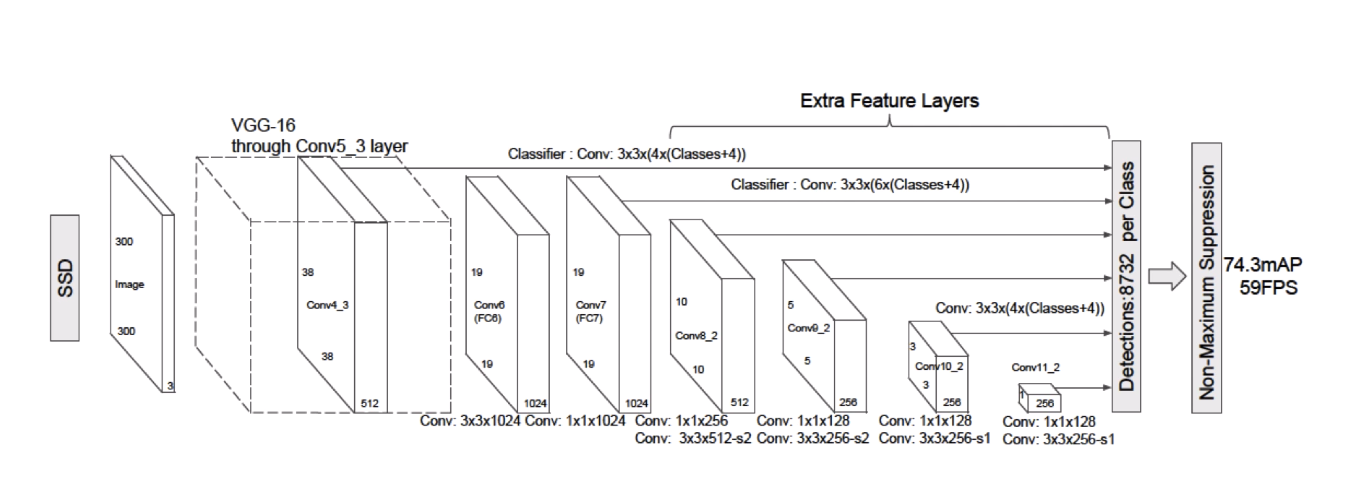 Extra Feature Layers
VGG-16
through Conv5_3 layer
Classifier : Conv: 3x3x(4x(Classes+4))
Classifier : Conv: 3x3x(6x(Classes+4))
SSD
300
Image
300
3
38
Conv4_3
38
512
19
Conv6
(FC6)
19
1024
19
Conv7
(FC7)
19
1024
10
Conv8_2
10
512
5
Conv9_2
5
256
Conv: 3x3x(4x(Classes+4))
3
Conv10_2
3
256
Conv11_2
1
256
Detections:8732 per Class
Non-Maximum Suppression
74.3mAP
59FPS
Conv: 3x3x1024
Conv: 1x1x1024
Conv: 1x1x256
Conv: 3x3x512-s2
Conv: 1x1x128
Conv: 3x3x256-s2
Conv: 1x1x128
Conv: 3x3x256-s1
Conv: 1x1x128
Conv: 3x3x256-s1